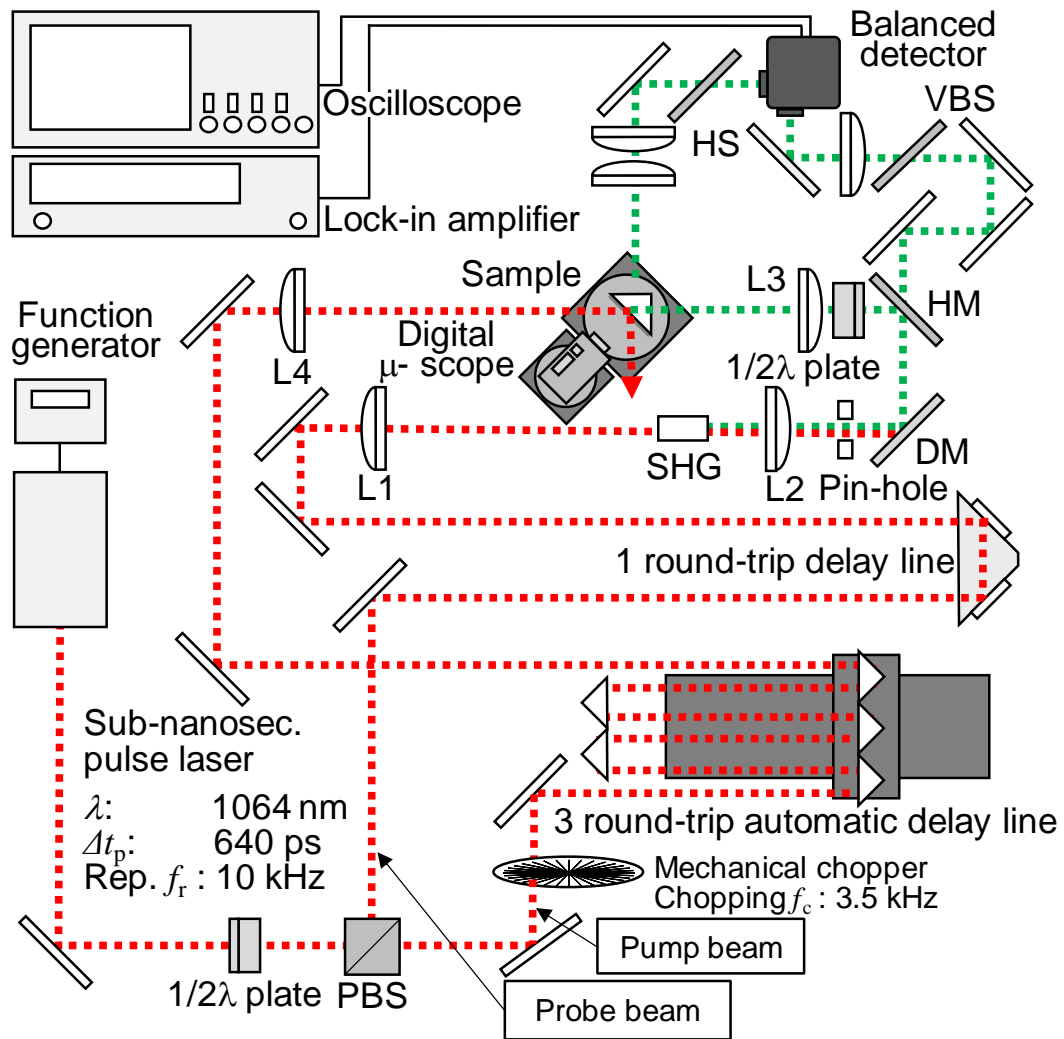 Balanced
detector
Oscilloscope
VBS
HS
Lock-in amplifier
Sample
L3
HM
Function
generator
Digital
μ- scope
L4
1/2λ plate
L1
SHG
L2
Pin-hole
DM
1 round-trip delay line
Sub-nanosec.
pulse laser
λ: 1064 nm
Δtp: 640 ps
Rep. fr : 10 kHz
3 round-trip automatic delay line
Mechanical chopper
Chopping fc : 3.5 kHz
Pump beam
1/2λ plate
PBS
Probe beam